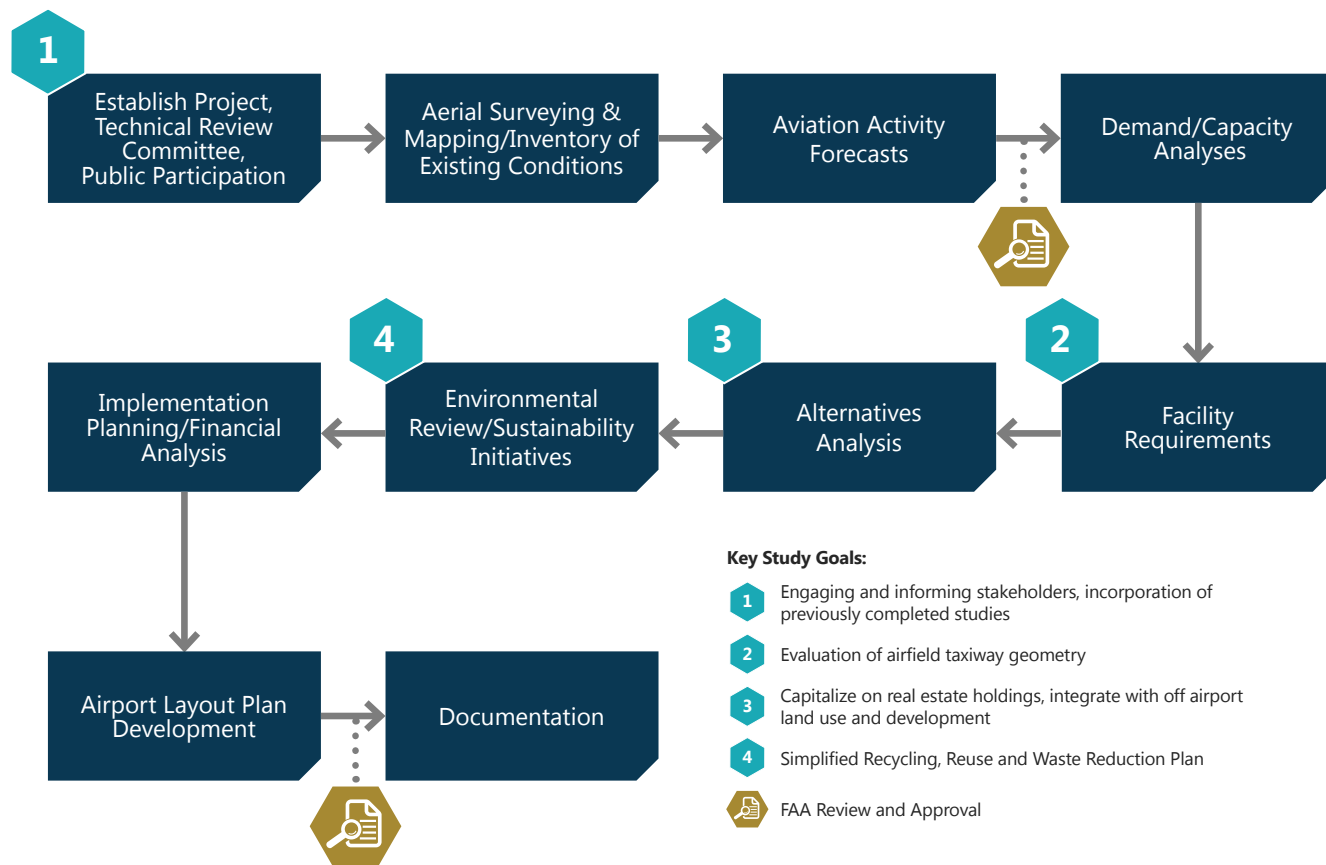 1
Establish Project,
Technical Review
Committee,
Public Participation
Aerial Surveying &
Mapping/Inventory of
Existing Conditions
Aviation Activity
Forecasts
Demand/Capacity
Analyses
2
Facility
Requirements
3
Alternatives
Analysis
4
Environmental
Review/Sustainability
Initiatives
Implementation
Planning/Financial
Analysis
Airport Layout Plan
Development
Documentation
Key Study Goals:
1 Engaging and informing stakeholders, incorporation of
previously completed studies
2 Evaluation of airfield taxiway geometry
3 Capitalize on real estate holdings, integrate with off airport
land use and development
4 Simplified Recycling, Reuse and Waste Reduction Plan
FAA Review and Approval